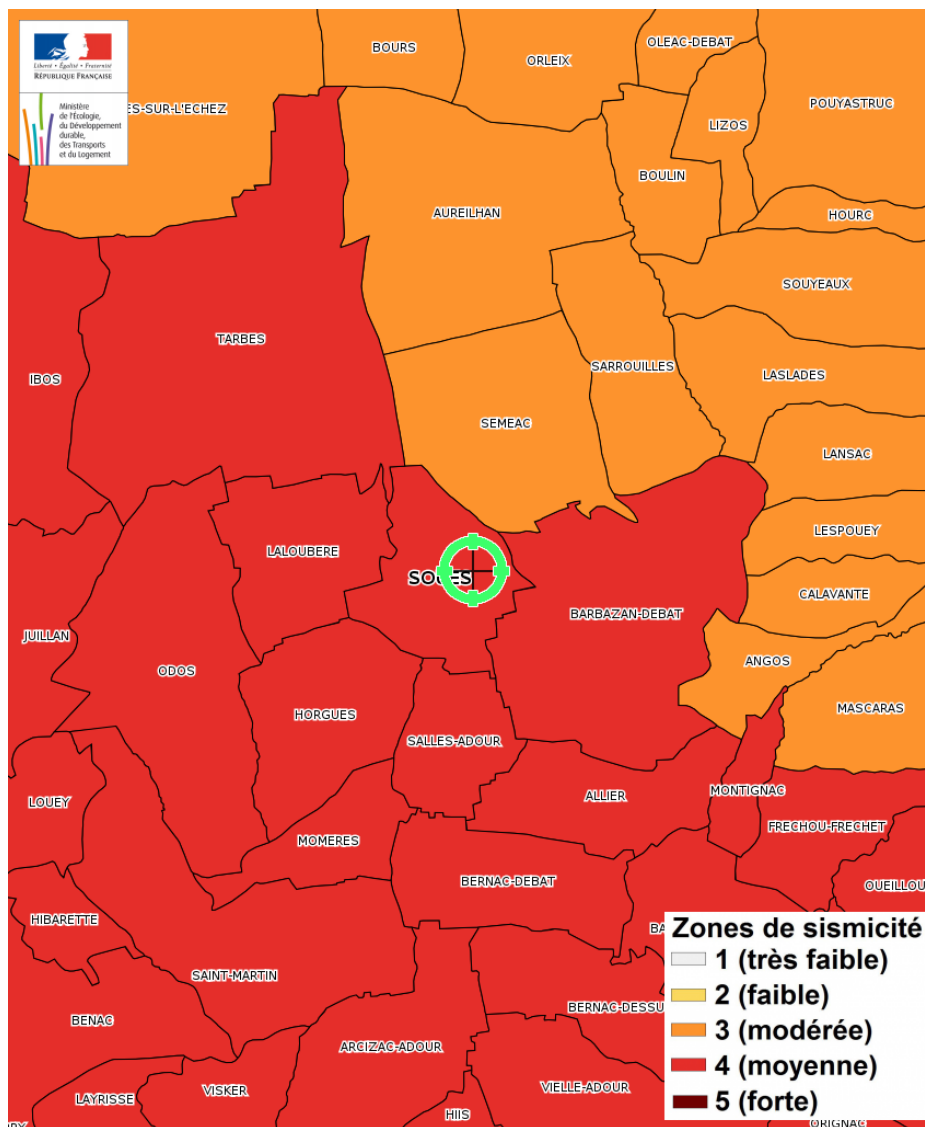 Liberté • Égalité • Fraternité
RÉPUBLIQUE FRANÇAISE
Ministère
de l'Écologie,
du Développement
durable,
des Transports
et du Logement
BOURS
ORLEIX
OLEAC-DEBAT
ES-SUR-L'ECHEZ
POUYASTRUC
LIZOS
BOULIN
AUREILHAN
HOURC
SOUYEAUX
TARBES
SARROUILLES
IBOS
LASLADES
SEMEAC
LANSAC
LESPOUEY
LALOUBERE
SOUES
CALAVANTE
BARBAZAN-DEBAT
JUILLAN
ODOS
ANGOS
MASCARAS
HORGUES
SALLES-ADOUR
MONTIGNAC
ALLIER
LOUEY
FRECHOU-FRECHET
MOMERES
BERNAC-DEBAT
OUEILLOU
HIBARETTE
BA
SAINT-MARTIN
BERNAC-DESSU
BENAC
ARCIZAC-ADOUR
VIELLE-ADOUR
VISKER
LAYRISSE
HIIS
ORIGNAC
Zones de sismicité
1 (très faible)
2 (faible)
3 (modérée)
4 (moyenne)
5 (forte)